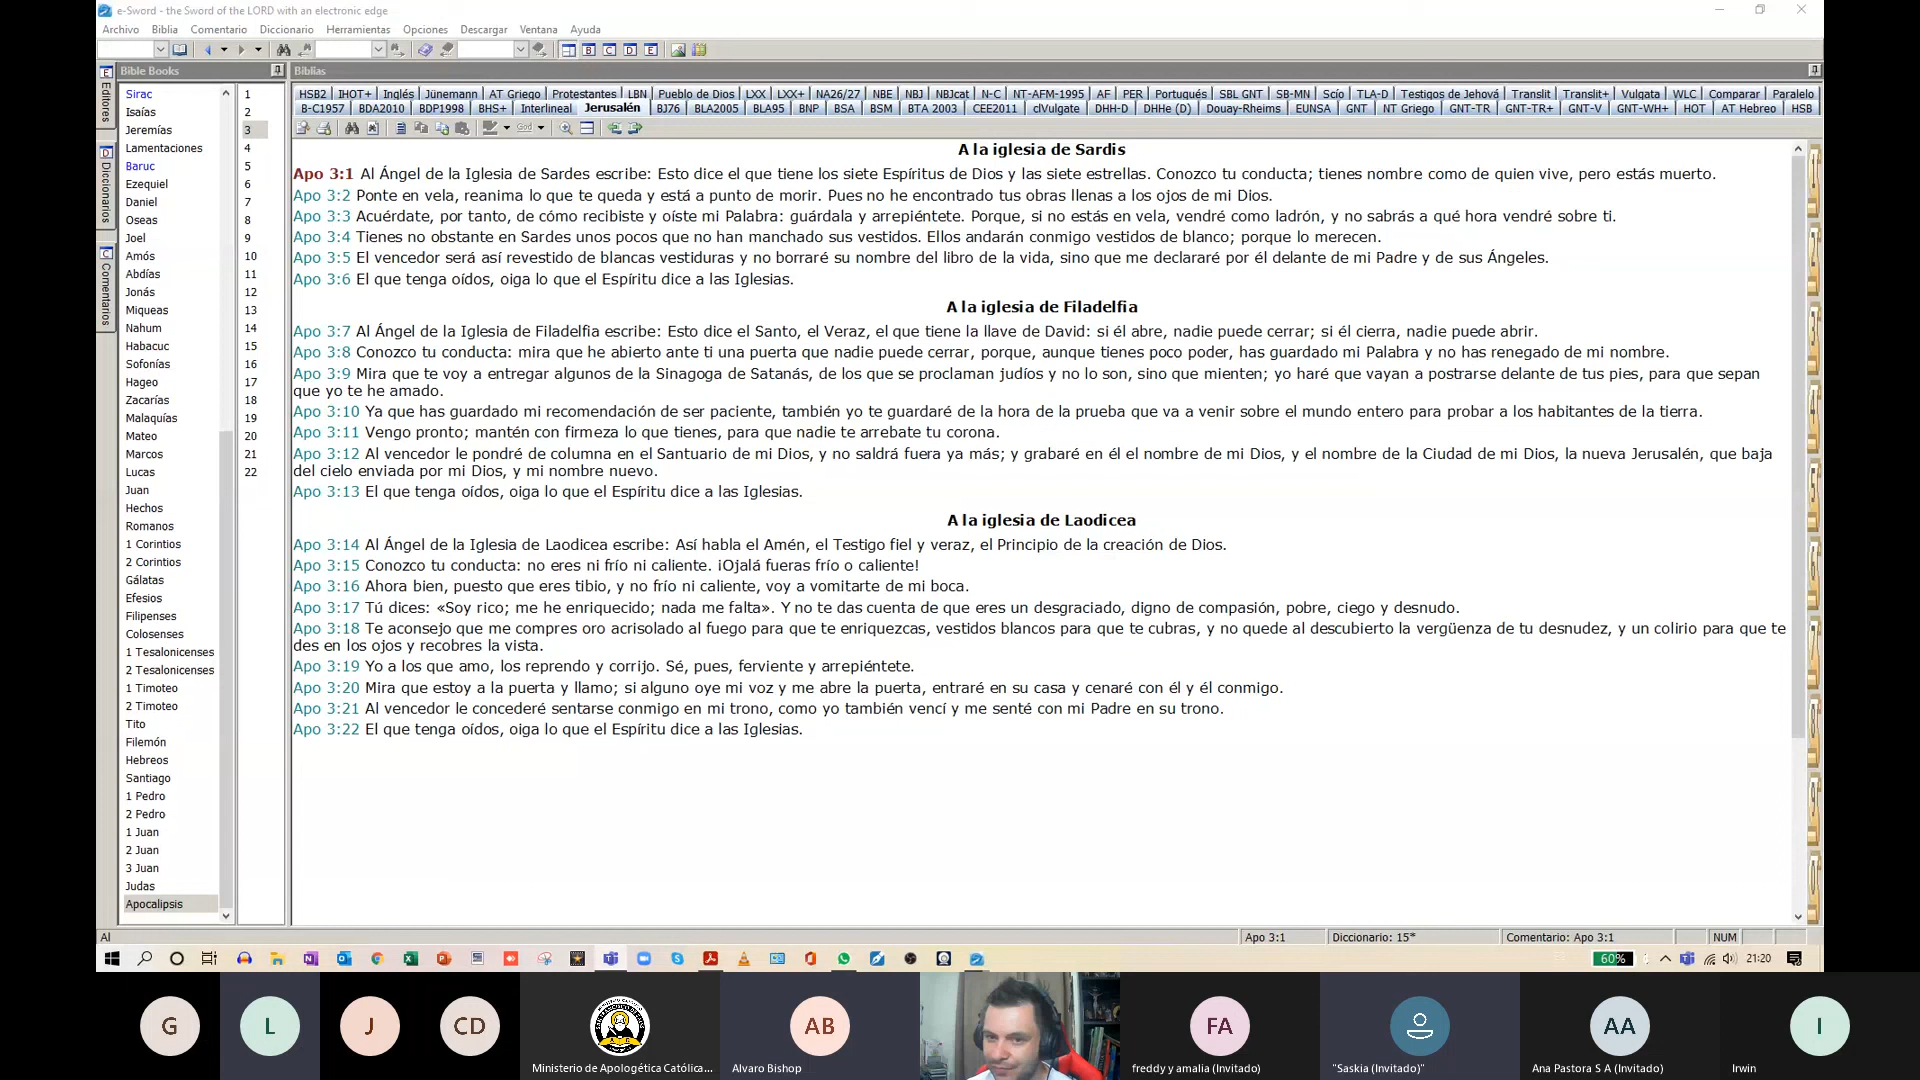 e-Sword - the Sword of the LORD with an electronic edge
Archivo Biblia Comentario Diccionario Herramientas Opciones Descargar Ventana Ayuda
B C D E
Bible Books
Biblias
E Editores
D Diccionarios
C Comentarios
Sirac
Isaías
Jeremías
Lamentaciones
Baruc
Ezequiel
Daniel
Oseas
Joel
Amós
Abdías
Jonás
Miqueas
Nahum
Habacuc
Sofonías
Hageo
Zacarías
Malaquías
Mateo
Marcos
Lucas
Juan
Hechos
Romanos
1 Corintios
2 Corintios
Gálatas
Efesios
Filipenses
Colosenses
1 Tesalonicenses
2 Tesalonicenses
1 Timoteo
2 Timoteo
Tito
Filemón
Hebreos
Santiago
1 Pedro
2 Pedro
1 Juan
2 Juan
3 Juan
Judas
Apocalipsis
1
2
3
4
5
6
7
8
9
10
11
12
13
14
15
16
17
18
19
20
21
22
HSB2 IHOT+ Inglés Jünemann AT Griego Protestantes LBN Pueblo de Dios LXX LXX+ NA26/27 NBE NBJ NBJcat N-C NT-AFM-1995 AF PER Portugués SBL GNT SB-MN Scío TLA-D Testigos de Jehová Translit Translit+ Vulgata WLC Comparar Paralelo
B-C1957 BDA2010 BDP1998 BHS+ Interlineal Jerusalén BJ76 BLA2005 BLA95 BNP BSA BSM BTA 2003 CEE2011 clVulgate DHH-D DHHe (D) Douay-Rheims EUNSA GNT NT Griego GNT-TR GNT-TR+ GNT-V GNT-WH+ HOT AT Hebreo HSB
God
A la iglesia de Sardis
Apo 3:1 Al Ángel de la Iglesia de Sardes escribe: Esto dice el que tiene los siete Espíritus de Dios y las siete estrellas. Conozco tu conducta; tienes nombre como de quien vive, pero estás muerto.
Apo 3:2 Ponte en vela, reanima lo que te queda y está a punto de morir. Pues no he encontrado tus obras llenas a los ojos de mi Dios.
Apo 3:3 Acuérdate, por tanto, de cómo recibiste y oíste mi Palabra: guárdala y arrepiéntete. Porque, si no estás en vela, vendré como ladrón, y no sabrás a qué hora vendré sobre ti.
Apo 3:4 Tienes no obstante en Sardes unos pocos que no han manchado sus vestidos. Ellos andarán conmigo vestidos de blanco; porque lo merecen.
Apo 3:5 El vencedor será así revestido de blancas vestiduras y no borraré su nombre del libro de la vida, sino que me declararé por él delante de mi Padre y de sus Ángeles.
Apo 3:6 El que tenga oídos, oiga lo que el Espíritu dice a las Iglesias.
A la iglesia de Filadelfia
Apo 3:7 Al Ángel de la Iglesia de Filadelfia escribe: Esto dice el Santo, el Veraz, el que tiene la llave de David: si él abre, nadie puede cerrar; si él cierra, nadie puede abrir.
Apo 3:8 Conozco tu conducta: mira que he abierto ante ti una puerta que nadie puede cerrar, porque, aunque tienes poco poder, has guardado mi Palabra y no has renegado de mi nombre.
Apo 3:9 Mira que te voy a entregar algunos de la Sinagoga de Satanás, de los que se proclaman judíos y no lo son, sino que mienten; yo haré que vayan a postrarse delante de tus pies, para que sepan
que yo te he amado.
Apo 3:10 Ya que has guardado mi recomendación de ser paciente, también yo te guardaré de la hora de la prueba que va a venir sobre el mundo entero para probar a los habitantes de la tierra.
Apo 3:11 Vengo pronto; mantén con firmeza lo que tienes, para que nadie te arrebate tu corona.
Apo 3:12 Al vencedor le pondré de columna en el Santuario de mi Dios, y no saldrá fuera ya más; y grabaré en él el nombre de mi Dios, y el nombre de la Ciudad de mi Dios, la nueva Jerusalén, que baja
del cielo enviada por mi Dios, y mi nombre nuevo.
Apo 3:13 El que tenga oídos, oiga lo que el Espíritu dice a las Iglesias.
A la iglesia de Laodicea
Apo 3:14 Al Ángel de la Iglesia de Laodicea escribe: Así habla el Amén, el Testigo fiel y veraz, el Principio de la creación de Dios.
Apo 3:15 Conozco tu conducta: no eres ni frío ni caliente. ¡Ojalá fueras frío o caliente!
Apo 3:16 Ahora bien, puesto que eres tibio, y no frío ni caliente, voy a vomitarte de mi boca.
Apo 3:17 Tú dices: «Soy rico; me he enriquecido; nada me falta». Y no te das cuenta de que eres un desgraciado, digno de compasión, pobre, ciego y desnudo.
Apo 3:18 Te aconsejo que me compres oro acrisolado al fuego para que te enriquezcas, vestidos blancos para que te cubras, y no quede al descubierto la vergüenza de tu desnudez, y un colirio para que te
des en los ojos y recobres la vista.
Apo 3:19 Yo a los que amo, los reprendo y corrijo. Sé, pues, ferviente y arrepiéntete.
Apo 3:20 Mira que estoy a la puerta y llamo; si alguno oye mi voz y me abre la puerta, entraré en su casa y cenaré con él y él conmigo.
Apo 3:21 Al vencedor le concederé sentarse conmigo en mi trono, como yo también vencí y me senté con mi Padre en su trono.
Apo 3:22 El que tenga oídos, oiga lo que el Espíritu dice a las Iglesias.
1
2
3
4
5
6
7
8
9
0
Al
Apo 3:1 Diccionario: 15* Comentario: Apo 3:1 NUM
60% 21:20
G L J CD AB FA AA I
Ministerio de Apologética Católica... Alvaro Bishop freddy y amalia (Invitado) "Saskia (Invitado)" Ana Pastora S A (Invitado) Irwin